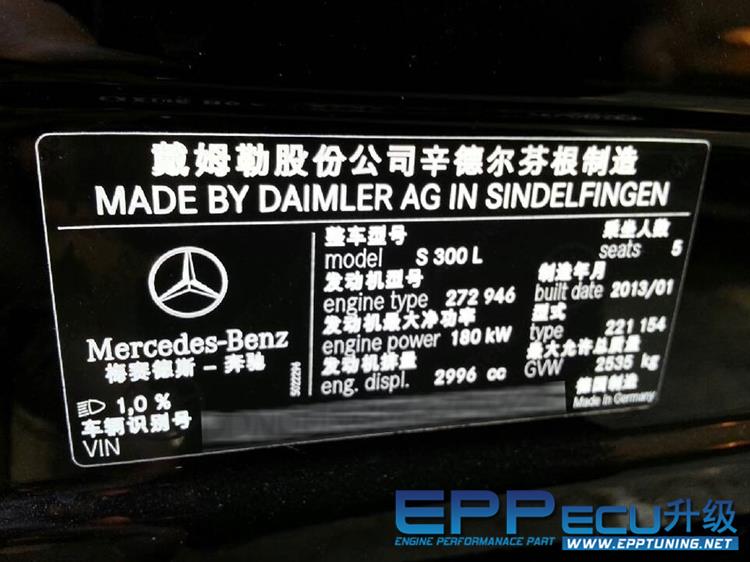 戴姆勒股份公司辛德尔芬根制造
MADE BY DAIMLER AG IN SINDELFINGEN
整车型号 乘坐人数
model S 300 L seats 5
发动机型号 制造年月
engine type 272 946 built date 2013/01
发动机最大净功率 型式
engine power 180 kW type 221 154
发动机排量 最大允许总质量
eng. displ. 2996 cc GVW 2535 kg
德国制造
Made in Germany
Mercedes-Benz
梅赛德斯 - 奔驰
1,0 %
车辆识别号
VIN
EPP ECU升级
ENGINE PERFORMANACE PART WWW.EPPTUNING.NET